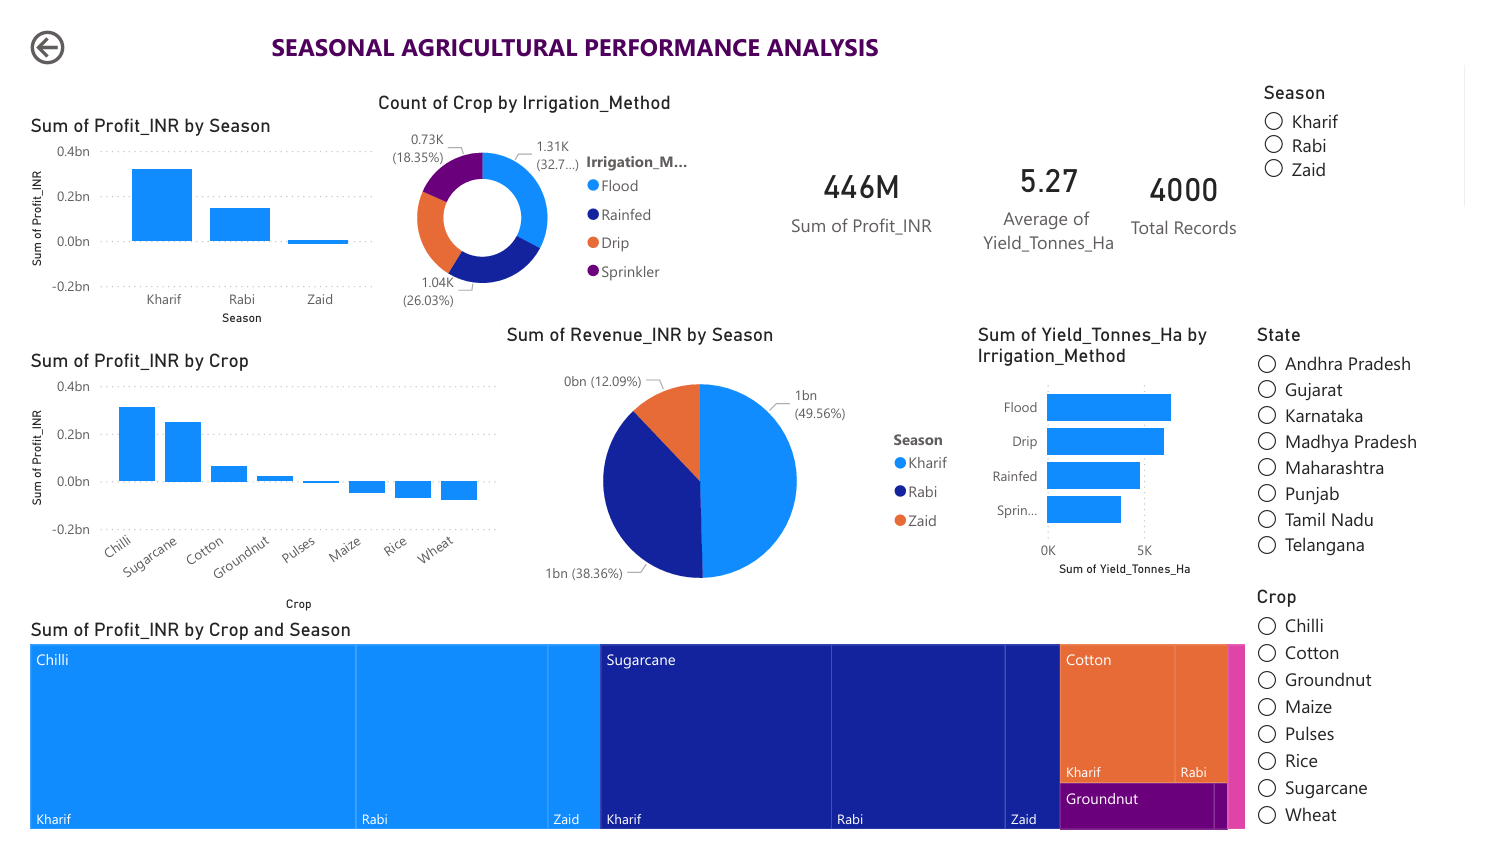 SEASONAL AGRICULTURAL PERFORMANCE ANALYSIS
Sum of Profit_INR by Season
0.4bn
0.2bn
0.0bn
-0.2bn
Sum of Profit_INR
Kharif
Rabi
Zaid
Season
Count of Crop by Irrigation_Method
0.73K
(18.35%)
1.31K
(32.7...)
1.04K
(26.03%)
Irrigation_M...
Flood
Rainfed
Drip
Sprinkler
446M
Sum of Profit_INR
5.27
Average of
Yield_Tonnes_Ha
4000
Total Records
Season
Kharif
Rabi
Zaid
Sum of Profit_INR by Crop
0.4bn
0.2bn
0.0bn
-0.2bn
Sum of Profit_INR
Chilli
Sugarcane
Cotton
Groundnut
Pulses
Maize
Rice
Wheat
Crop
Sum of Revenue_INR by Season
0bn (12.09%)
1bn
(49.56%)
1bn (38.36%)
Season
Kharif
Rabi
Zaid
Sum of Yield_Tonnes_Ha by
Irrigation_Method
Flood
Drip
Rainfed
Sprin...
0K
5K
Sum of Yield_Tonnes_Ha
State
Andhra Pradesh
Gujarat
Karnataka
Madhya Pradesh
Maharashtra
Punjab
Tamil Nadu
Telangana
Sum of Profit_INR by Crop and Season
Chilli
Kharif
Rabi
Zaid
Sugarcane
Kharif
Rabi
Zaid
Cotton
Kharif
Rabi
Groundnut
Crop
Chilli
Cotton
Groundnut
Maize
Pulses
Rice
Sugarcane
Wheat